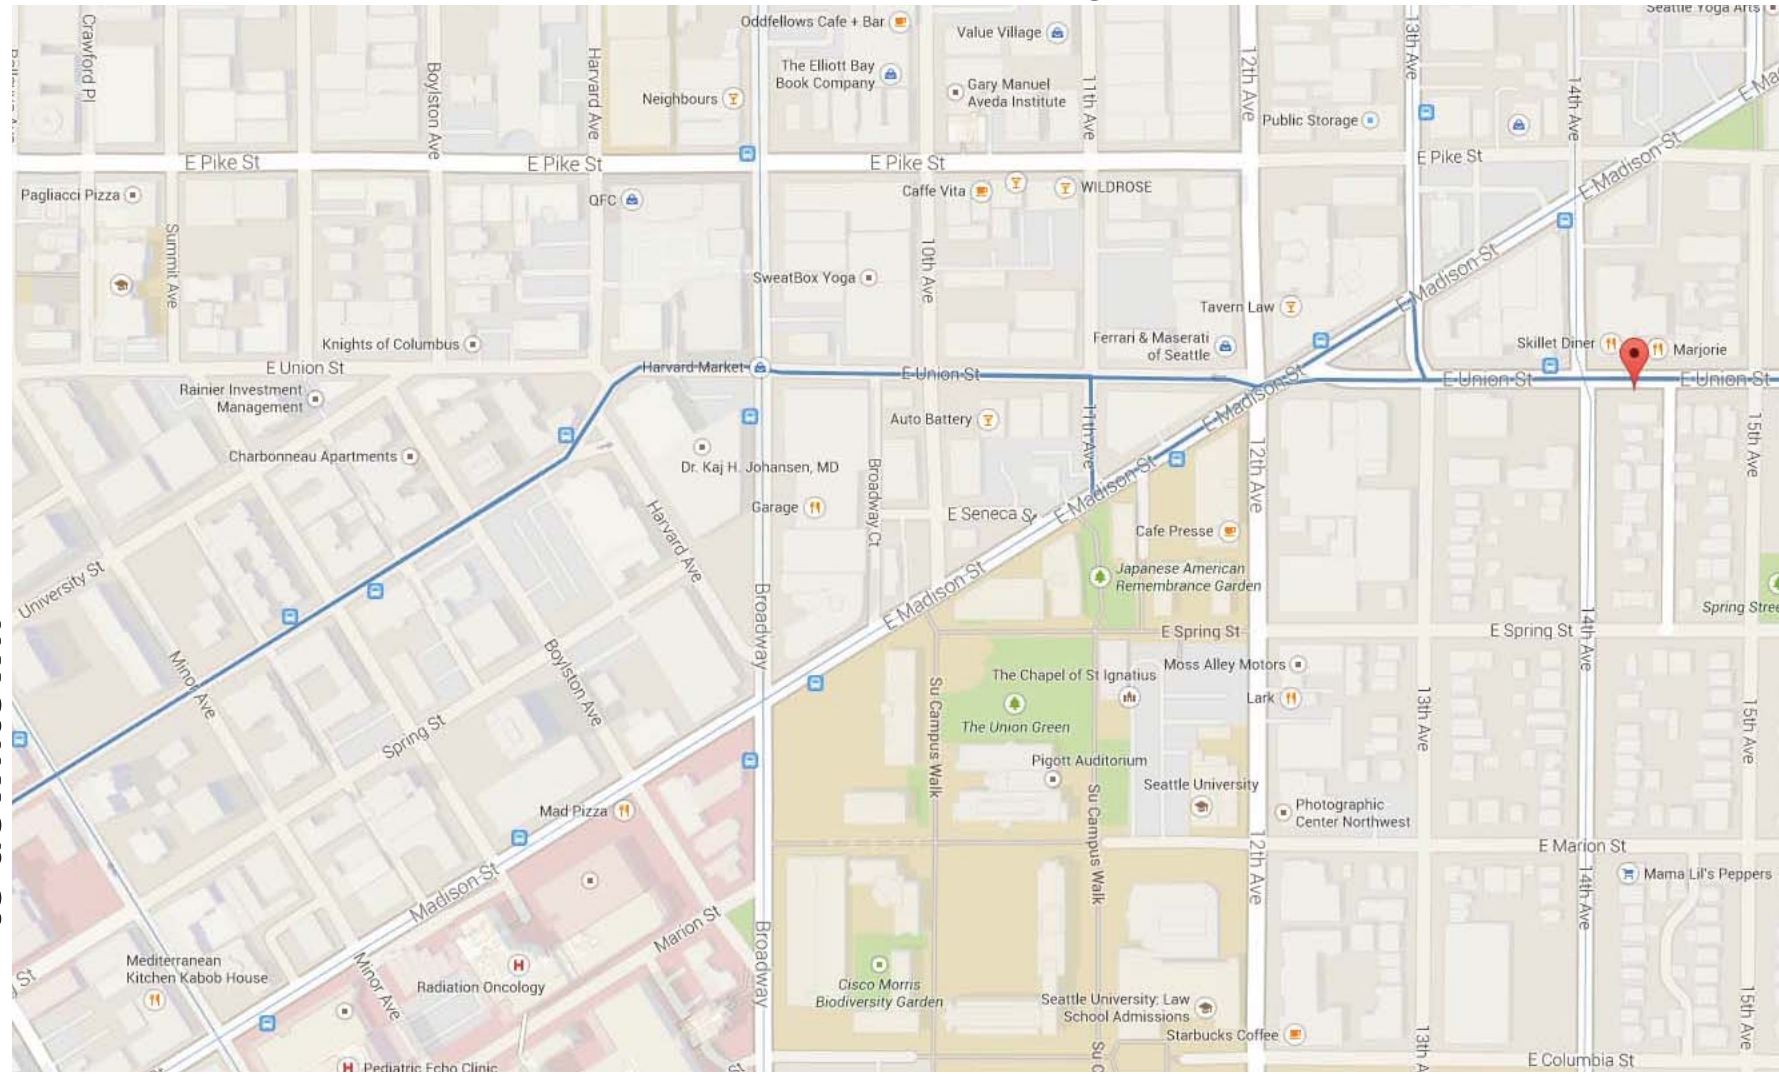 Oddfellows Cafe + Bar
Value Village
Seattle Yoga Arts
Crawford Pl
Boylston Ave
Harvard Ave
12th Ave
13th Ave
The Elliott Bay
Book Company
Gary Manuel
Aveda Institute
11th Ave
14th Ave
Neighbours
Public Storage
E Pike St
E Pike St
E Pike St
E Pike St
E Madison St
Pagliacci Pizza
QFC
Caffe Vita
WILDROSE
Summit Ave
10th Ave
E Madison St
SweatBox Yoga
Tavern Law
Knights of Columbus
Ferrari & Maserati
of Seattle
Skillet Diner
Marjorie
E Union St
Harvard Market
E Union St
E Union St
E Union St
Rainier Investment
Management
E Madison St
Auto Battery
11th Ave
12th Ave
15th Ave
Charbonneau Apartments
Dr. Kaj H. Johansen, MD
Broadway Ct
Garage
E Seneca St
E Madison St
Harvard Ave
Cafe Presse
University St
E Madison St
Japanese American
Remembrance Garden
Broadway
Spring Stree
E Spring St
E Spring St
14th Ave
Minor Ave
Boylston Ave
Moss Alley Motors
The Chapel of St Ignatius
Lark
Su Campus Walk
The Union Green
13th Ave
15th Ave
Spring St
Pigott Auditorium
Seattle University
Su Campus Walk
Mad Pizza
Photographic
Center Northwest
12th Ave
E Marion St
Madison St
14th Ave
Mama Lil's Peppers
Marion St
Broadway
Mediterranean
Kitchen Kabob House
Minor Ave
Radiation Oncology
Cisco Morris
Biodiversity Garden
Seattle University: Law
School Admissions
15th Ave
Starbucks Coffee
13th A
Su C
E Columbia St
Pediatric Echo Clinic